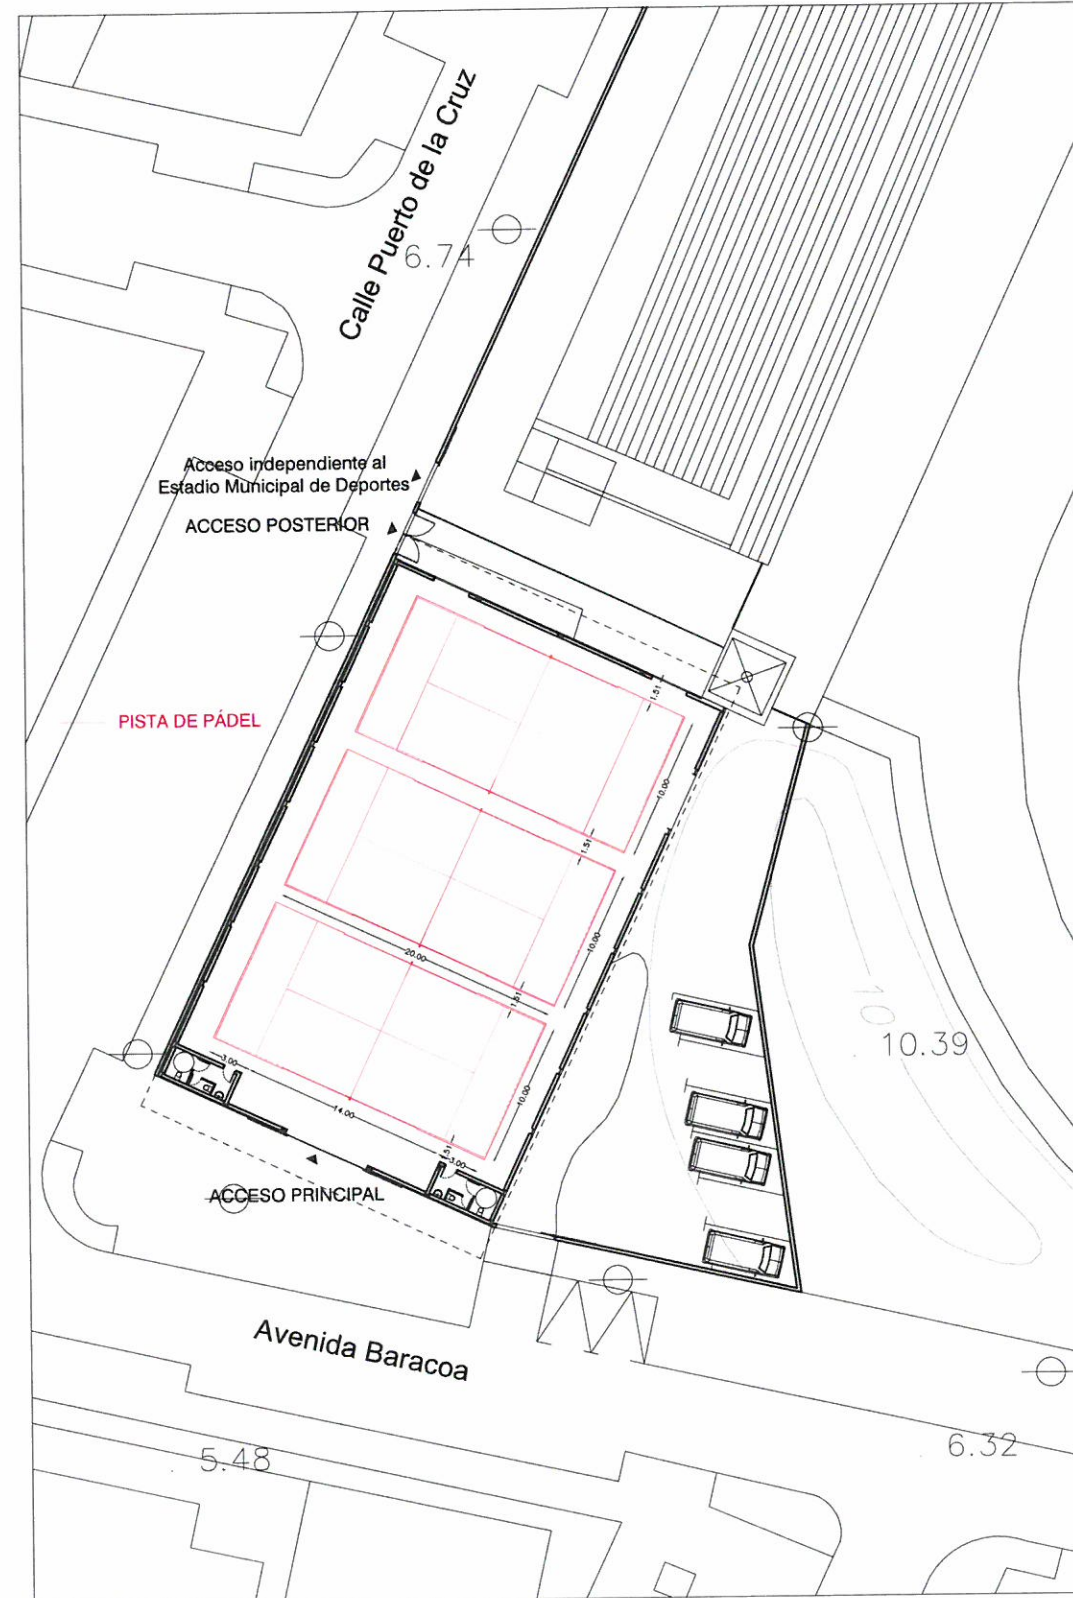 Calle Puerto de la Cruz
6.74
Acceso independiente al
Estadio Municipal de Deportes
ACCESO POSTERIOR
PISTA DE PÁDEL
1.51
10.00
1.51
10.00
20.00
1.51
10.00
10.39
10
3.00
14.00
1.51
3.00
ACCESO PRINCIPAL
Avenida Baracoa
5.48
6.32